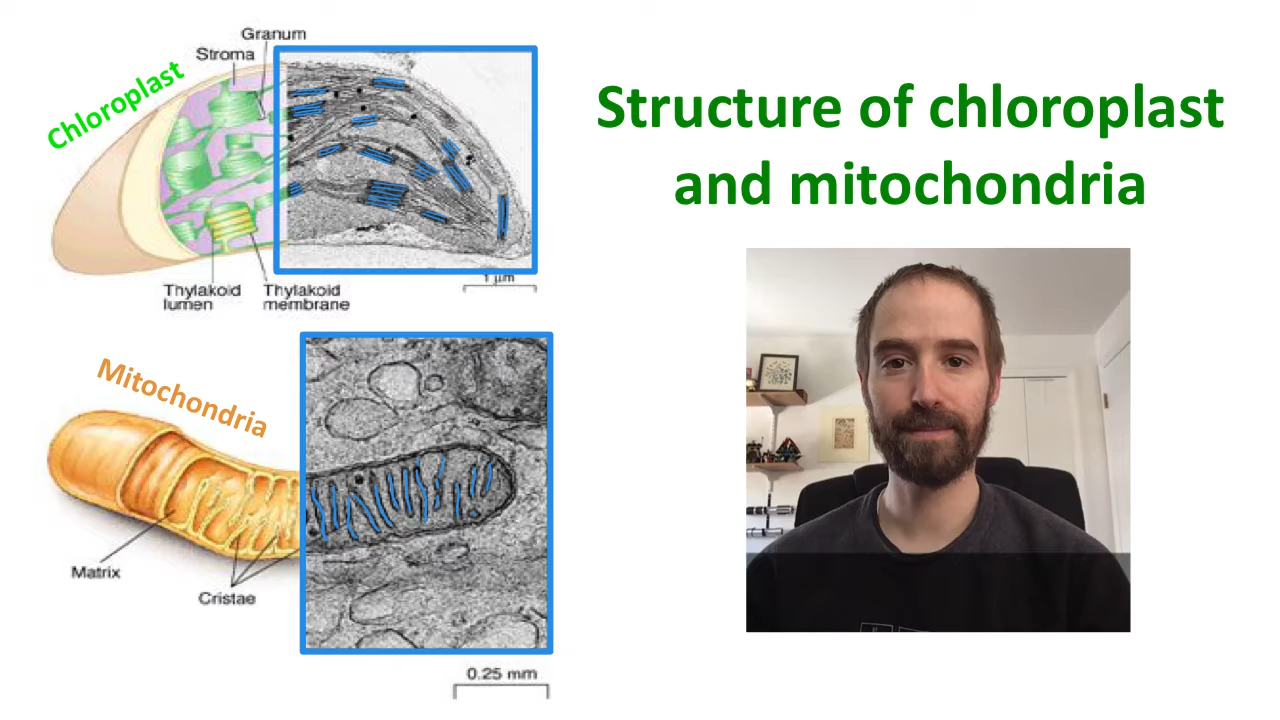 Granum
Stroma
Chloroplast
Thylakoid
lumen
Thylakoid
membrane
1 μm
Structure of chloroplast
and mitochondria
Mitochondria
Matrix
Cristae
0.25 mm